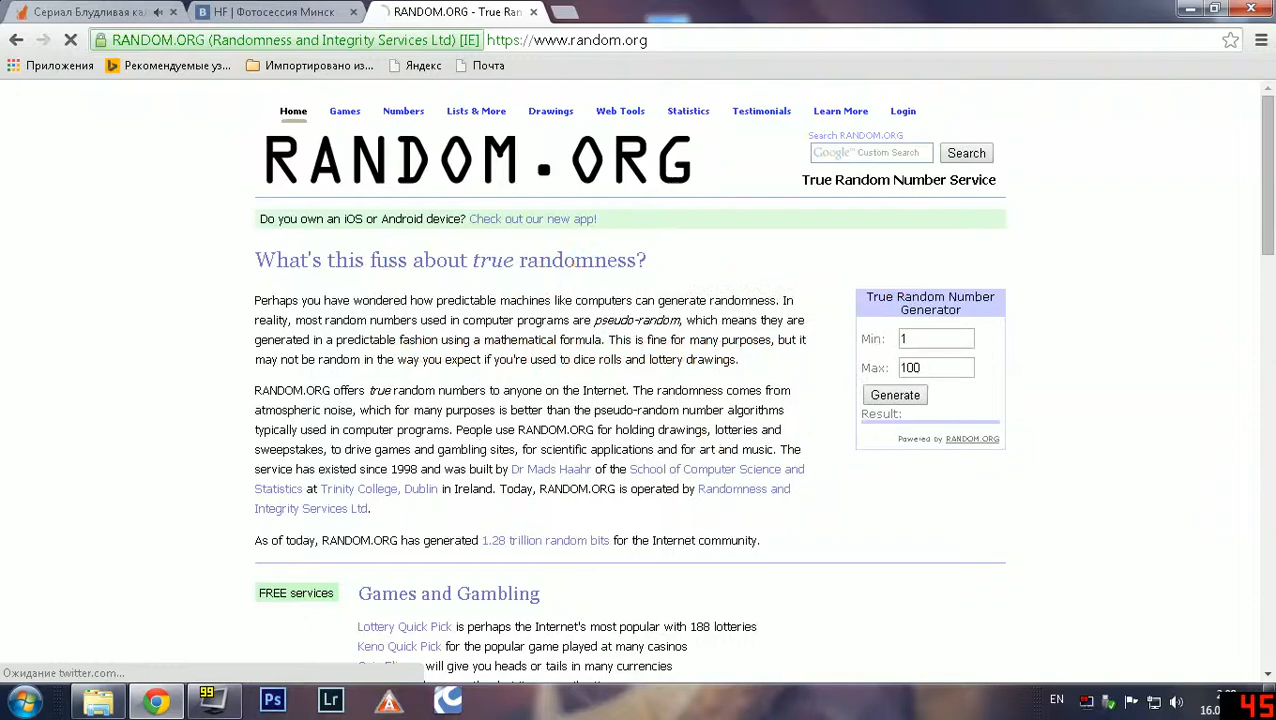 Сериал Блудливая ка
HF | Фотосессия Минск
RANDOM.ORG - True Ra
RANDOM.ORG (Randomness and Integrity Services Ltd) [IE]
https://www.random.org
Приложения
Рекомендуемые уз...
Импортировано из...
Яндекс
Почта
Home
Games
Numbers
Lists & More
Drawings
Web Tools
Statistics
Testimonials
Learn More
Login
RANDOM.ORG
Search RANDOM.ORG
Google™ Custom Search
Search
True Random Number Service
Do you own an iOS or Android device? Check out our new app!
What's this fuss about true randomness?
Perhaps you have wondered how predictable machines like computers can generate randomness. In
reality, most random numbers used in computer programs are pseudo-random, which means they are
generated in a predictable fashion using a mathematical formula. This is fine for many purposes, but it
may not be random in the way you expect if you're used to dice rolls and lottery drawings.
RANDOM.ORG offers true random numbers to anyone on the Internet. The randomness comes from
atmospheric noise, which for many purposes is better than the pseudo-random number algorithms
typically used in computer programs. People use RANDOM.ORG for holding drawings, lotteries and
sweepstakes, to drive games and gambling sites, for scientific applications and for art and music. The
service has existed since 1998 and was built by Dr Mads Haahr of the School of Computer Science and
Statistics at Trinity College, Dublin in Ireland. Today, RANDOM.ORG is operated by Randomness and
Integrity Services Ltd.
As of today, RANDOM.ORG has generated 1.28 trillion random bits for the Internet community.
True Random Number
Generator
Min: 1
Max: 100
Generate
Result:
Powered by RANDOM.ORG
FREE services
Games and Gambling
Lottery Quick Pick is perhaps the Internet's most popular with 188 lotteries
Keno Quick Pick for the popular game played at many casinos
will give you heads or tails in many currencies
Ожидание twitter.com...
99
Ps
Lr
EN
16.0
45